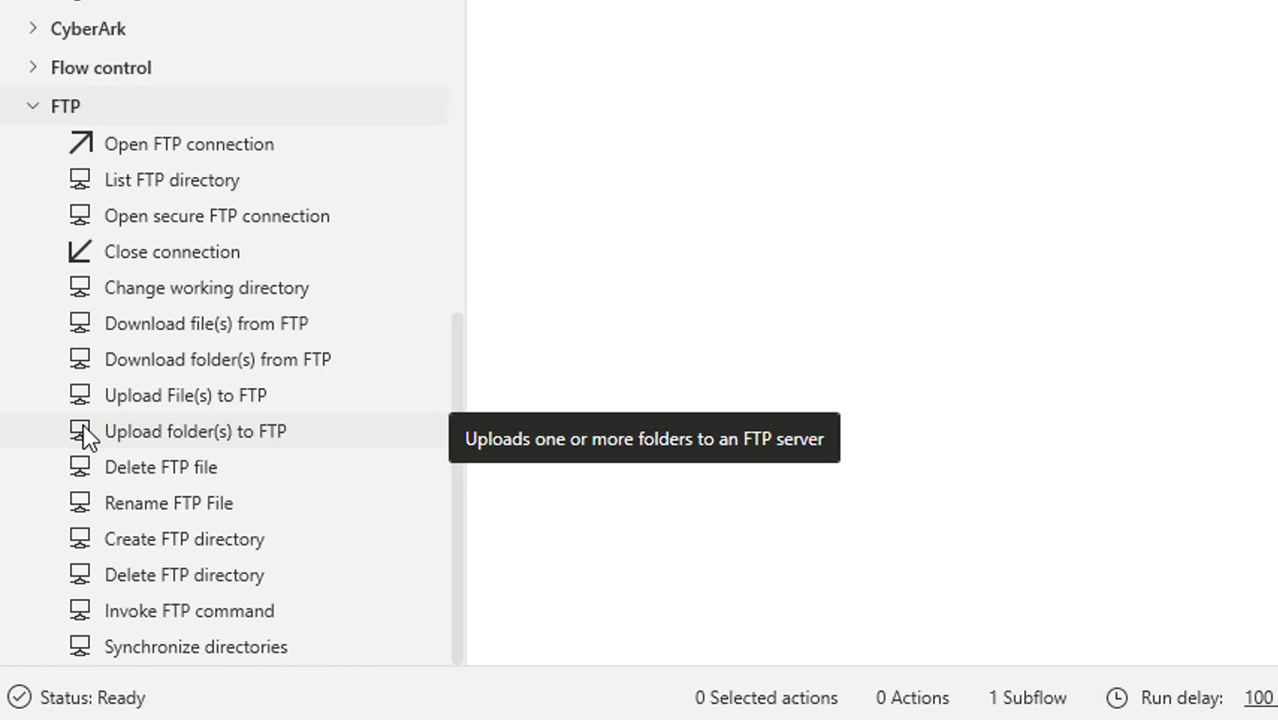 CyberArk
Flow control
FTP
Open FTP connection
List FTP directory
Open secure FTP connection
Close connection
Change working directory
Download file(s) from FTP
Download folder(s) from FTP
Upload File(s) to FTP
Upload folder(s) to FTP
Uploads one or more folders to an FTP server
Delete FTP file
Rename FTP File
Create FTP directory
Delete FTP directory
Invoke FTP command
Synchronize directories
Status: Ready 0 Selected actions 0 Actions 1 Subflow Run delay: 100